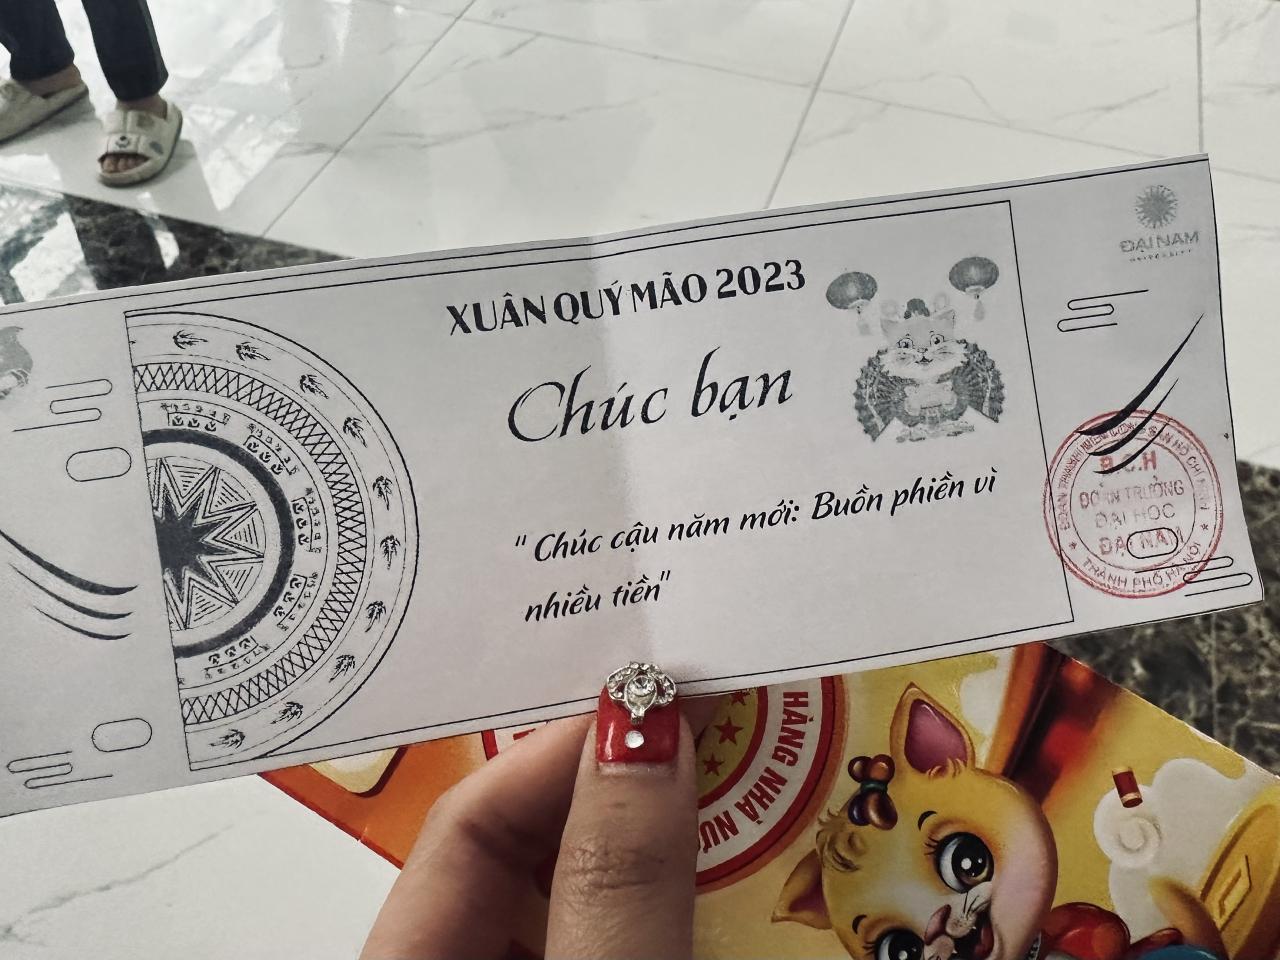 XUÂN QUÝ MÃO 2023
Chúc bạn
" Chúc cậu năm mới: Buồn phiền vì
nhiều tiền"
ĐẠI NAM
UNIVERSITY
B.C.H
ĐOÀN TRƯỜNG
ĐẠI HỌC
ĐẠI NAM
THÀNH PHỐ HÀ NỘI
HÀNG NHÀ